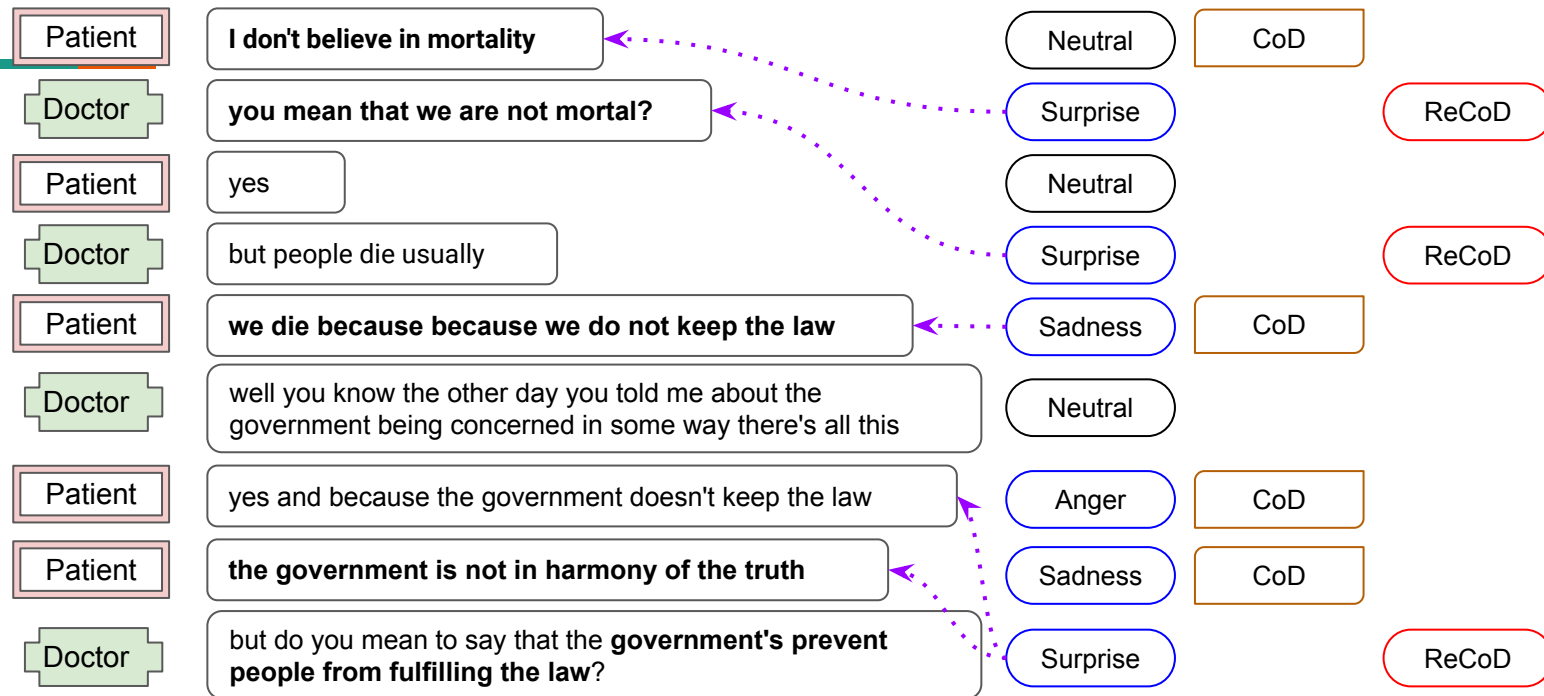 Patient I don't believe in mortality Neutral CoD
Doctor you mean that we are not mortal? Surprise ReCoD
Patient yes Neutral
Doctor but people die usually Surprise ReCoD
Patient we die because because we do not keep the law Sadness CoD
Doctor well you know the other day you told me about the
government being concerned in some way there's all this Neutral
Patient yes and because the government doesn't keep the law Anger CoD
Patient the government is not in harmony of the truth Sadness CoD
Doctor but do you mean to say that the government's prevent
people from fulfilling the law? Surprise ReCoD